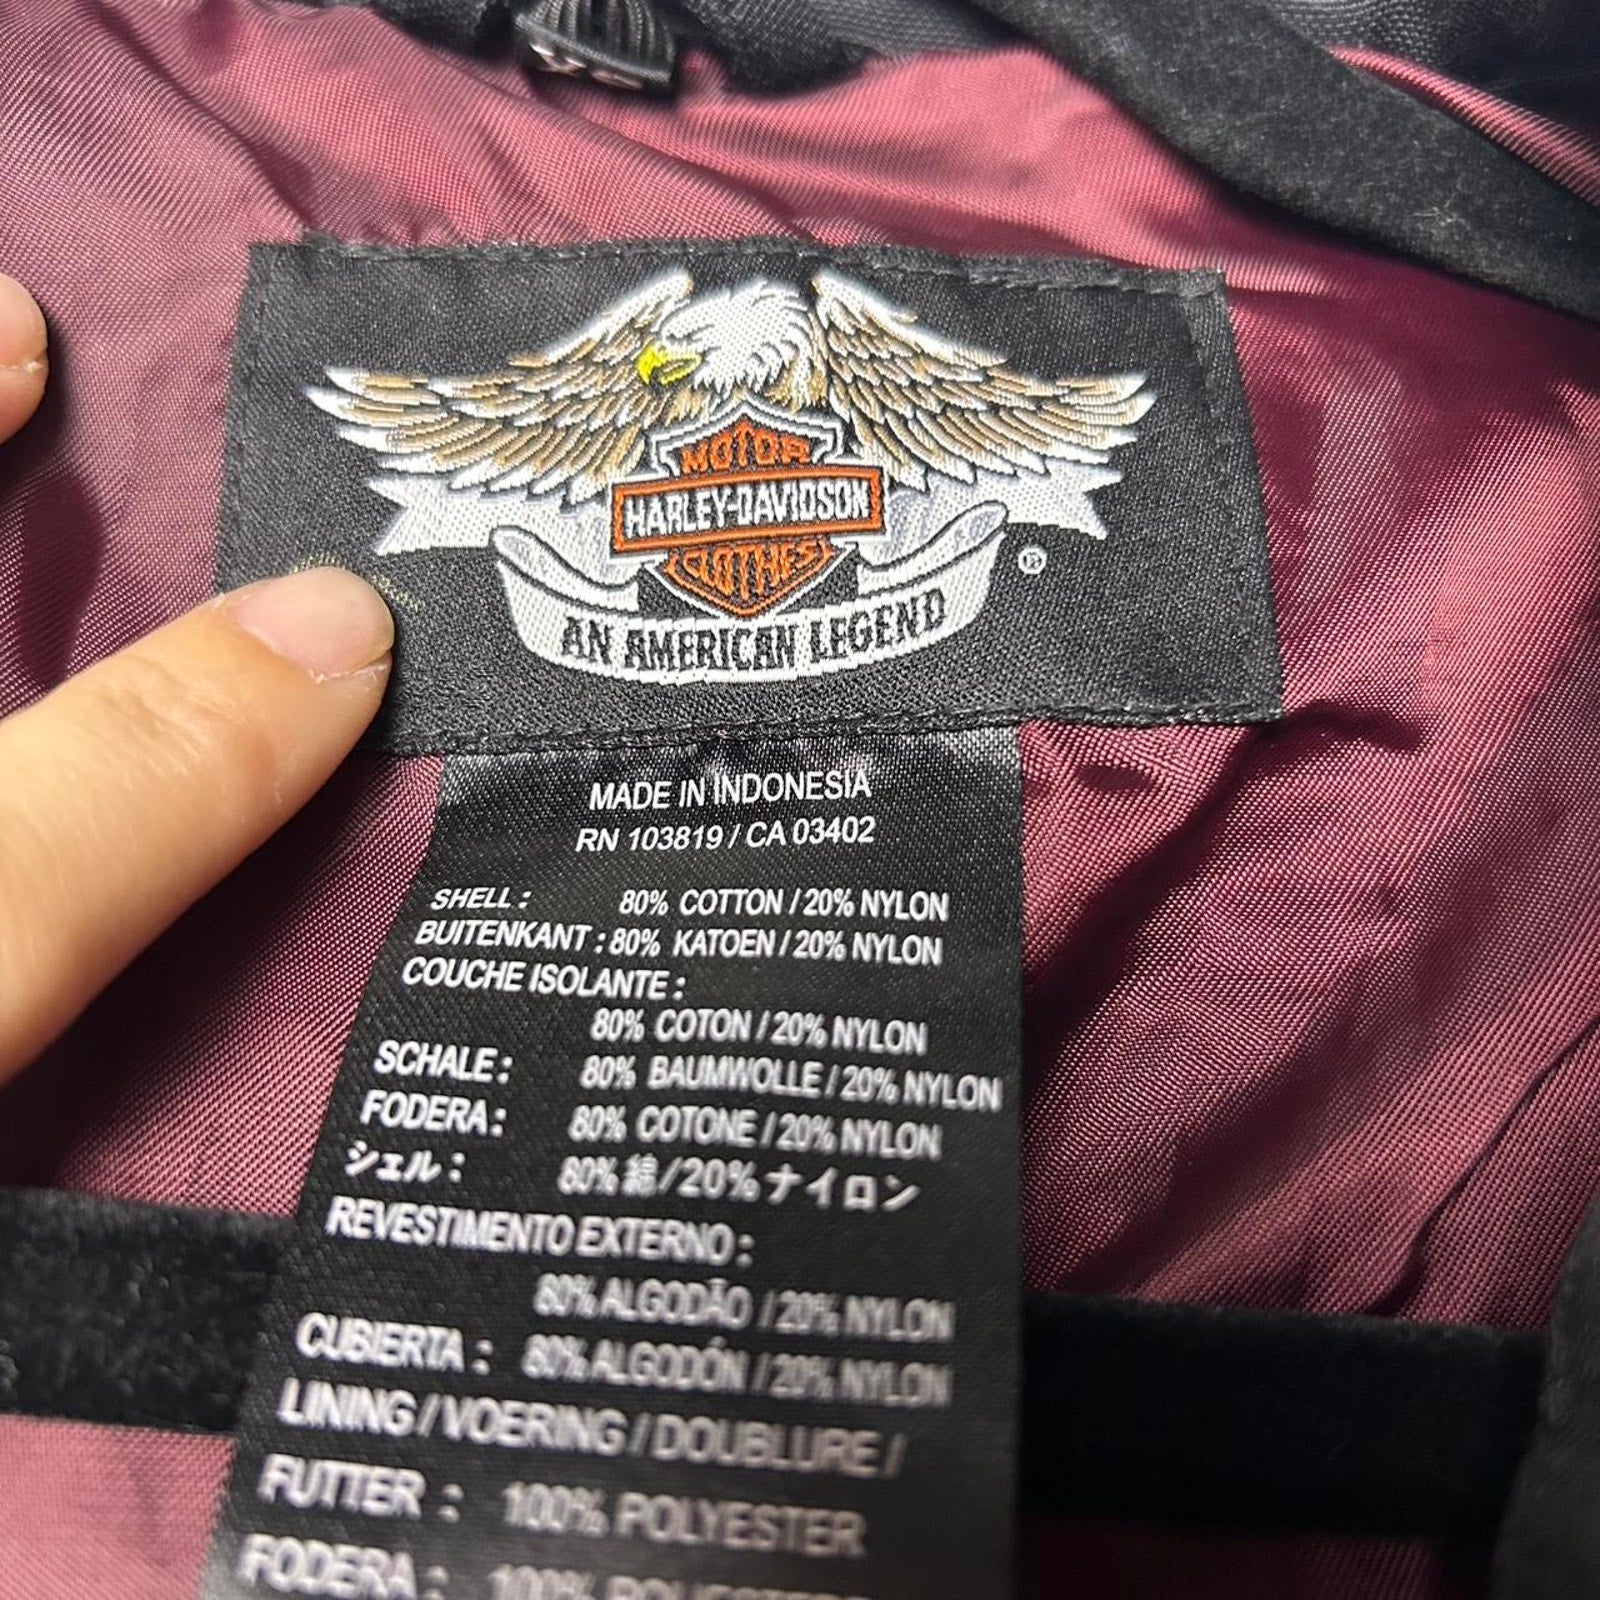 MOTOR
HARLEY-DAVIDSON
CLOTHES
®
AN AMERICAN LEGEND
MADE IN INDONESIA
RN 103819 / CA 03402
SHELL : 80% COTTON / 20% NYLON
BUITENKANT : 80% KATOEN / 20% NYLON
COUCHE ISOLANTE :
80% COTON / 20% NYLON
SCHALE : 80% BAUMWOLLE / 20% NYLON
FODERA : 80% COTONE / 20% NYLON
シェル : 80% 綿 / 20% ナイロン
REVESTIMENTO EXTERNO :
80% ALGODÃO / 20% NYLON
CUBIERTA : 80% ALGODÓN / 20% NYLON
LINING / VOERING / DOUBLURE /
FUTTER : 100% POLYESTER
FODERA : 100%